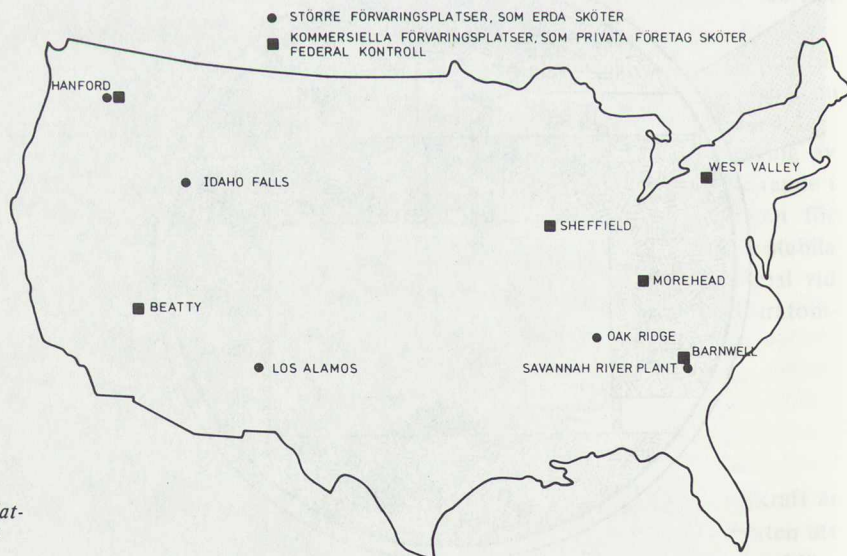 STÖRRE FÖRVARINGSPLATSER, SOM ERDA SKÖTER
KOMMERSIELLA FÖRVARINGSPLATSER, SOM PRIVATA FÖRETAG SKÖTER.
FEDERAL KONTROLL
HANFORD
WEST VALLEY
IDAHO FALLS
SHEFFIELD
MOREHEAD
BEATTY
OAK RIDGE
BARNWELL
LOS ALAMOS
SAVANNAH RIVER PLANT
at-